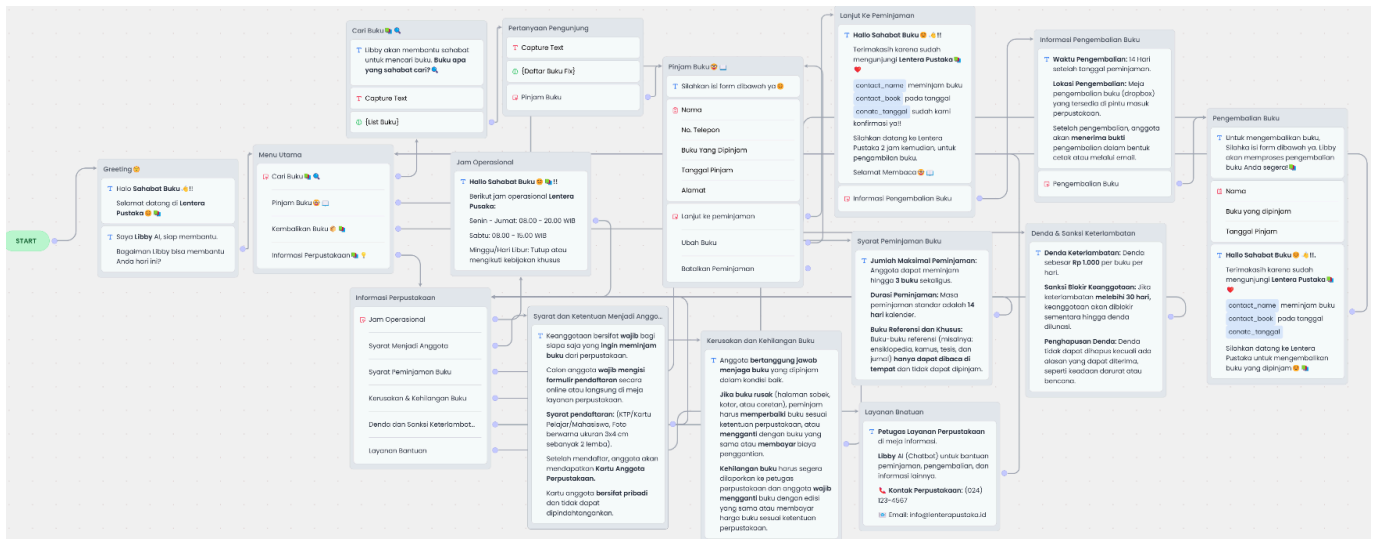 START
Greeting
Halo Sahabat Buku !!
Selamat datang di Lentera
Pustaka
Saya Libby AI, siap membantu.
Bagaiman Libby bisa membantu
Anda hari ini?
Menu Utama
Cari Buku
Pinjam Buku
Kembalikan Buku
Informasi Perpustakaan
Cari Buku
Libby akan membantu sahabat
untuk mencari buku. Buku apa
yang sahabat cari?
Capture Text
{List Buku}
Pertanyaan Pengunjung
Capture Text
{Daftar Buku Fix}
Pinjam Buku
Jam Operasional
Hallo Sahabat Buku !!
Berikut jam operasional Lentera
Pusaka:
Senin - Jumat: 08.00 - 20.00 WIB
Sabtu: 08.00 - 15.00 WIB
Minggu/Hari Libur: Tutup atau
mengikuti kebijakan khusus
Informasi Perpustakaan
Jam Operasional
Syarat Menjadi Anggota
Syarat Peminjaman Buku
Kerusakan & Kehilangan Buku
Denda dan Sanksi Keterlambat...
Layanan Bantuan
Syarat dan Ketentuan Menjadi Anggo...
Keanggotaan bersifat wajib bagi
siapa saja yang ingin meminjam
buku dari perpustakaan.
Calon anggota wajib mengisi
formulir pendaftaran secara
online atau langsung di meja
layanan perpustakaan.
Syarat pendaftaran: (KTP/Kartu
Pelajar/Mahasiswa, Foto
berwarna ukuran 3x4 cm
sebanyak 2 lemba).
Setelah mendaftar, anggota akan
mendapatkan Kartu Anggota
Perpustakaan.
Kartu anggota bersifat pribadi
dan tidak dapat
dipindahtangankan.
Pinjam Buku
Silahkan isi form dibawah ya
Nama
No. Telepon
Buku Yang Dipinjam
Tanggal Pinjam
Alamat
Lanjut ke peminjaman
Ubah Buku
Batalkan Peminjaman
Kerusakan dan Kehilangan Buku
Anggota bertanggung jawab
menjaga buku yang dipinjam
dalam kondisi baik.
Jika buku rusak (halaman sobek,
kotor, atau coretan), peminjam
harus memperbaiki buku sesuai
ketentuan perpustakaan, atau
mengganti dengan buku yang
sama atau membayar biaya
penggantian.
Kehilangan buku harus segera
dilaporkan ke petugas
perpustakaan dan anggota wajib
mengganti buku dengan edisi
yang sama atau membayar
harga buku sesuai ketentuan
perpustakaan.
Lanjut Ke Peminjaman
Hallo Sahabat Buku !!
Terimakasih karena sudah
mengunjungi Lentera Pustaka
contact_name meminjam buku
contact_book pada tanggal
conate_tanggal sudah kami
konfirmasi ya!!
Silahkan datang ke Lentera
Pustaka 2 jam kemudian, untuk
pengambilan buku.
Selamat Membaca
Informasi Pengembalian Buku
Syarat Peminjaman Buku
Jumlah Maksimal Peminjaman:
Anggota dapat meminjam
hingga 3 buku sekaligus.
Durasi Peminjaman: Masa
peminjaman standar adalah 14
hari kalender.
Buku Referensi dan Khusus:
Buku-buku referensi (misalnya:
ensiklopedia, kamus, tesis, dan
jurnal) hanya dapat dibaca di
tempat dan tidak dapat dipinjam.
Layanan Bnatuan
Petugas Layanan Perpustakaan
di meja informasi.
Libby AI (Chatbot) untuk bantuan
peminjaman, pengembalian, dan
informasi lainnya.
Kontak Perpustakaan: (024)
123-4567
Email: info@lenterapustaka.id
Informasi Pengembalian Buku
Waktu Pengembalian: 14 Hari
setelah tanggal peminjaman.
Lokasi Pengembalian: Meja
pengembalian buku (dropbox)
yang tersedia di pintu masuk
perpustakaan.
Setelah pengembalian, anggota
akan menerima bukti
pengembalian dalam bentuk
cetak atau melalui email.
Pengembalian Buku
Denda & Sanksi Keterlambatan
Denda Keterlambatan: Denda
sebesar Rp 1.000 per buku per
hari.
Sanksi Blokir Keanggotaan: Jika
keterlambatan melebihi 30 hari,
keanggotaan akan diblokir
sementara hingga denda
dilunasi.
Penghapusan Denda: Denda
tidak dapat dihapus kecuali ada
alasan yang dapat diterima,
seperti keadaan darurat atau
bencana.
Pengembalian Buku
Untuk mengembalikan buku,
Silahka isi form dibawah ya. Libby
akan memproses pengembalian
buku Anda segera!
Nama
Buku yang dipinjam
Tanggal Pinjam
Hallo Sahabat Buku !!.
Terimakasih karena sudah
mengunjungi Lentera Pustaka
contact_name meminjam buku
contact_book pada tanggal
conate_tanggal
Silahkan datang ke Lentera
Pustaka untuk mengembalikan
buku yang dipinjam